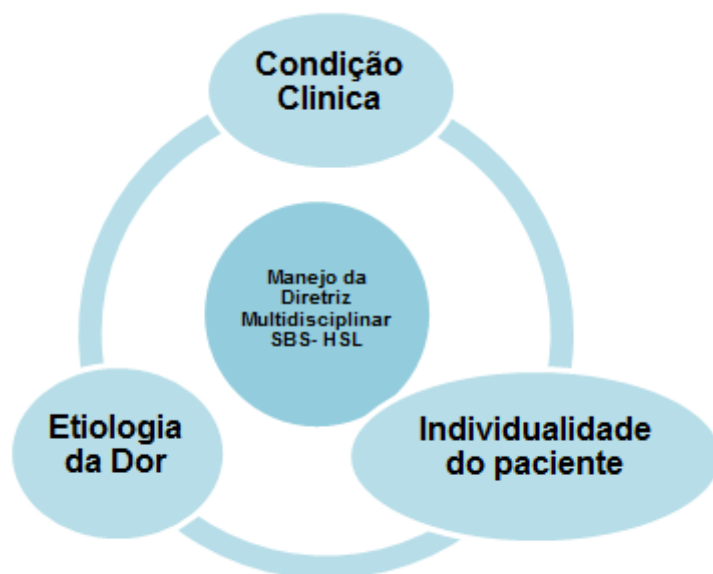 Condição
Clinica
Manejo da
Diretriz
Multidisciplinar
SBS- HSL
Etiologia
da Dor
Individualidade
do paciente